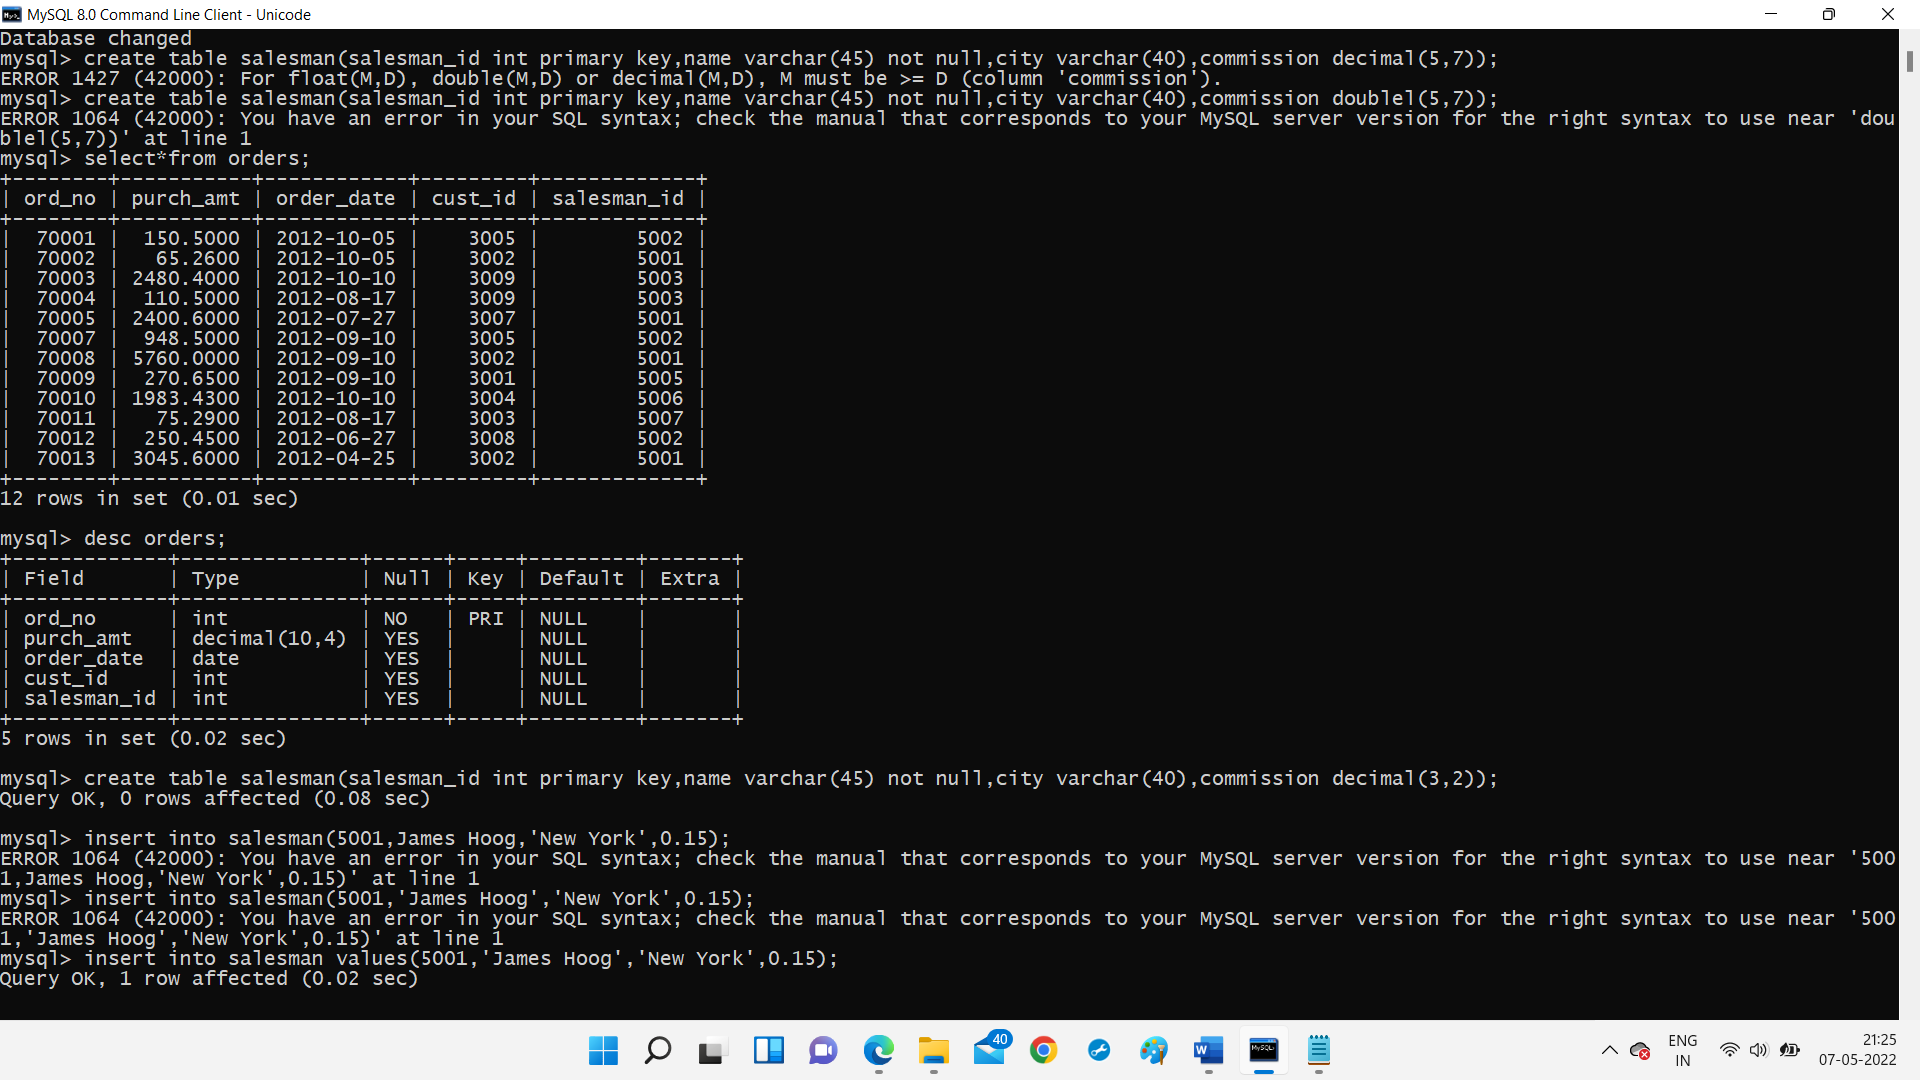 MySQL 8.0 Command Line Client - Unicode
Database changed
mysql> create table salesman(salesman_id int primary key,name varchar(45) not null,city varchar(40),commission decimal(5,7));
ERROR 1427 (42000): For float(M,D), double(M,D) or decimal(M,D), M must be >= D (column 'commission').
mysql> create table salesman(salesman_id int primary key,name varchar(45) not null,city varchar(40),commission doublel(5,7));
ERROR 1064 (42000): You have an error in your SQL syntax; check the manual that corresponds to your MySQL server version for the right syntax to use near 'dou
blel(5,7))' at line 1
mysql> select*from orders;
+--------+-----------+------------+---------+-------------+
| ord_no | purch_amt | order_date | cust_id | salesman_id |
+--------+-----------+------------+---------+-------------+
|  70001 |  150.5000 | 2012-10-05 |    3005 |        5002 |
|  70002 |   65.2600 | 2012-10-05 |    3002 |        5001 |
|  70003 | 2480.4000 | 2012-10-10 |    3009 |        5003 |
|  70004 |  110.5000 | 2012-08-17 |    3009 |        5003 |
|  70005 | 2400.6000 | 2012-07-27 |    3007 |        5001 |
|  70007 |  948.5000 | 2012-09-10 |    3005 |        5002 |
|  70008 | 5760.0000 | 2012-09-10 |    3002 |        5001 |
|  70009 |  270.6500 | 2012-09-10 |    3001 |        5005 |
|  70010 | 1983.4300 | 2012-10-10 |    3004 |        5006 |
|  70011 |   75.2900 | 2012-08-17 |    3003 |        5007 |
|  70012 |  250.4500 | 2012-06-27 |    3008 |        5002 |
|  70013 | 3045.6000 | 2012-04-25 |    3002 |        5001 |
+--------+-----------+------------+---------+-------------+
12 rows in set (0.01 sec)
mysql> desc orders;
+-------------+---------------+------+-----+---------+-------+
| Field       | Type          | Null | Key | Default | Extra |
+-------------+---------------+------+-----+---------+-------+
| ord_no      | int           | NO   | PRI | NULL    |       |
| purch_amt   | decimal(10,4) | YES  |     | NULL    |       |
| order_date  | date          | YES  |     | NULL    |       |
| cust_id     | int           | YES  |     | NULL    |       |
| salesman_id | int           | YES  |     | NULL    |       |
+-------------+---------------+------+-----+---------+-------+
5 rows in set (0.02 sec)
mysql> create table salesman(salesman_id int primary key,name varchar(45) not null,city varchar(40),commission decimal(3,2));
Query OK, 0 rows affected (0.08 sec)
mysql> insert into salesman(5001,James Hoog,'New York',0.15);
ERROR 1064 (42000): You have an error in your SQL syntax; check the manual that corresponds to your MySQL server version for the right syntax to use near '500
1,James Hoog,'New York',0.15)' at line 1
mysql> insert into salesman(5001,'James Hoog','New York',0.15);
ERROR 1064 (42000): You have an error in your SQL syntax; check the manual that corresponds to your MySQL server version for the right syntax to use near '500
1,'James Hoog','New York',0.15)' at line 1
mysql> insert into salesman values(5001,'James Hoog','New York',0.15);
Query OK, 1 row affected (0.02 sec)
40
W
MySQL
ENG
IN
21:25
07-05-2022